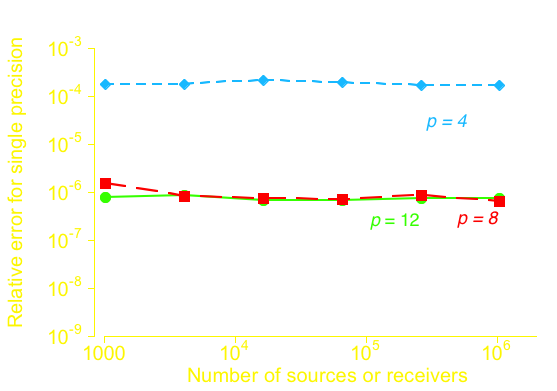 Relative error for single precision
10^-3
10^-4
10^-5
10^-6
10^-7
10^-8
10^-9
p = 4
p = 12
p = 8
1000
10^4
10^5
10^6
Number of sources or receivers